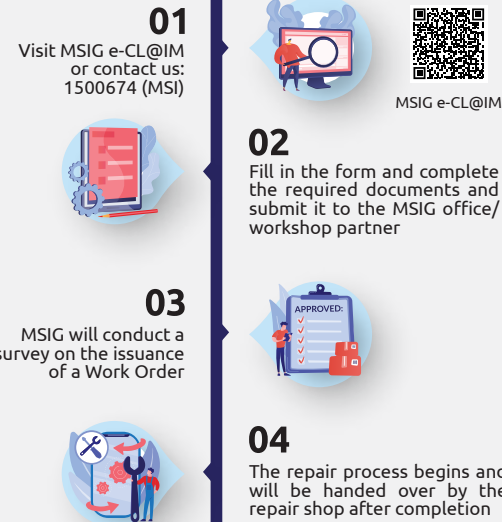 01
Visit MSIG e-CL@IM
or contact us:
1500674 (MSI)
MSIG e-CL@IM
02
Fill in the form and complete
the required documents and
submit it to the MSIG office/
workshop partner
03
MSIG will conduct a
survey on the issuance
of a Work Order
APPROVED:
04
The repair process begins and
will be handed over by the
repair shop after completion